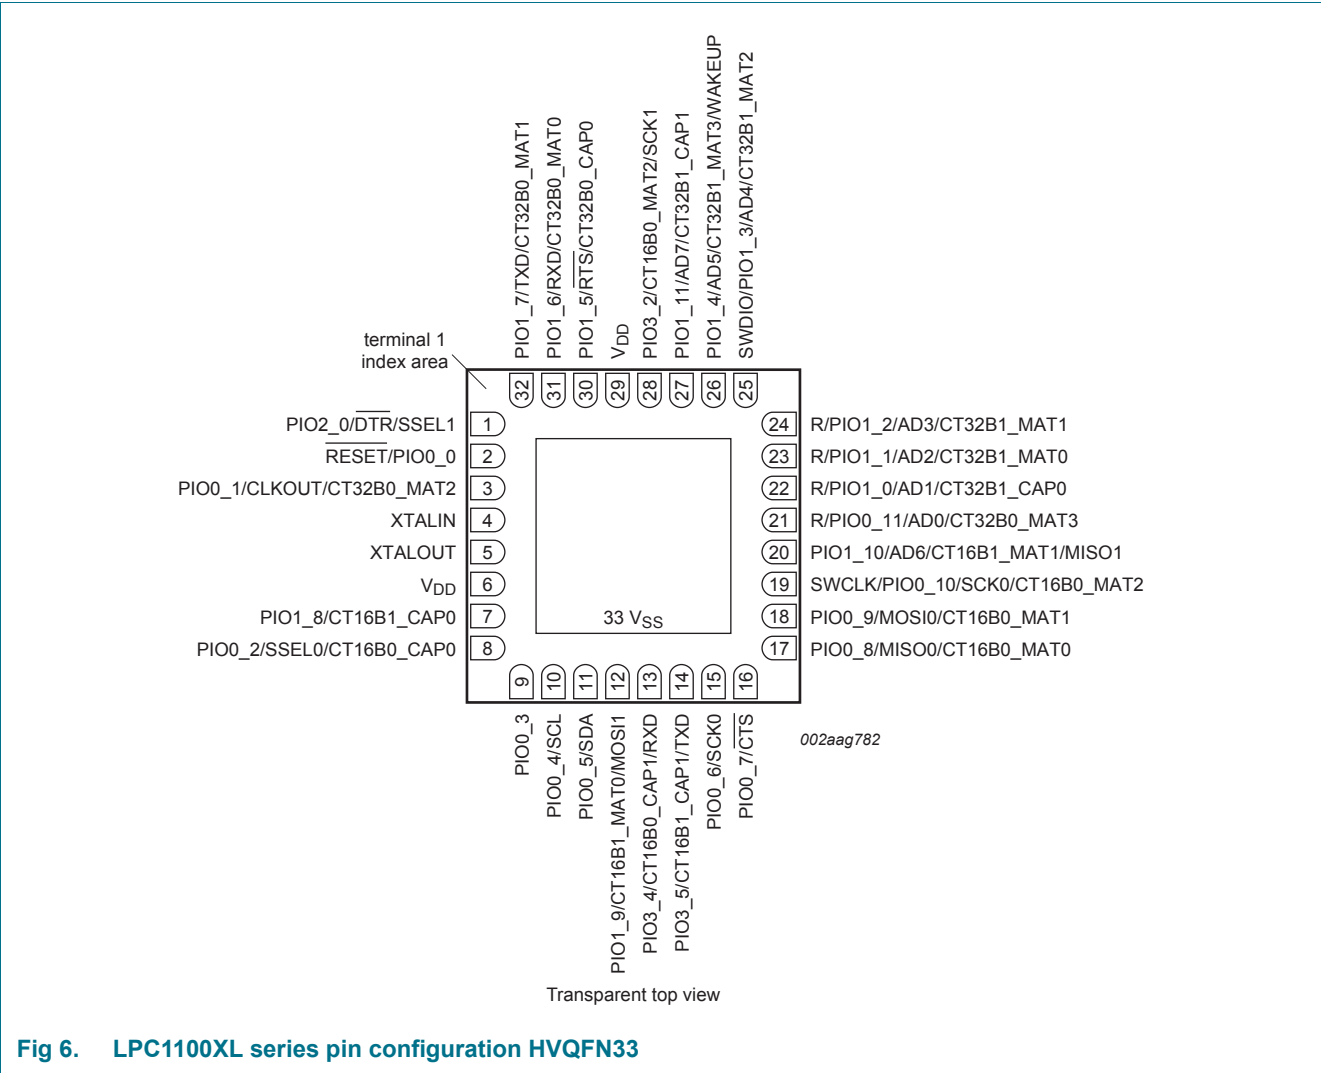 PIO1_7/TXD/CT32B0_MAT1
PIO1_6/RXD/CT32B0_MAT0
PIO1_5/RTS/CT32B0_CAP0
VDD
PIO3_2/CT16B0_MAT2/SCK1
PIO1_11/AD7/CT32B1_CAP1
PIO1_4/AD5/CT32B1_MAT3/WAKEUP
SWDIO/PIO1_3/AD4/CT32B1_MAT2
terminal 1
index area
32
31
30
29
28
27
26
25
PIO2_0/DTR/SSEL1
1
RESET/PIO0_0
2
PIO0_1/CLKOUT/CT32B0_MAT2
3
XTALIN
4
XTALOUT
5
VDD
6
PIO1_8/CT16B1_CAP0
7
PIO0_2/SSEL0/CT16B0_CAP0
8
24
R/PIO1_2/AD3/CT32B1_MAT1
23
R/PIO1_1/AD2/CT32B1_MAT0
22
R/PIO1_0/AD1/CT32B1_CAP0
21
R/PIO0_11/AD0/CT32B0_MAT3
20
PIO1_10/AD6/CT16B1_MAT1/MISO1
19
SWCLK/PIO0_10/SCK0/CT16B0_MAT2
18
PIO0_9/MOSI0/CT16B0_MAT1
17
PIO0_8/MISO0/CT16B0_MAT0
33 VSS
9
10
11
12
13
14
15
16
PIO0_3
PIO0_4/SCL
PIO0_5/SDA
PIO1_9/CT16B1_MAT0/MOSI1
PIO3_4/CT16B0_CAP1/RXD
PIO3_5/CT16B1_CAP1/TXD
PIO0_6/SCK0
PIO0_7/CTS
002aag782
Transparent top view
Fig 6. LPC1100XL series pin configuration HVQFN33